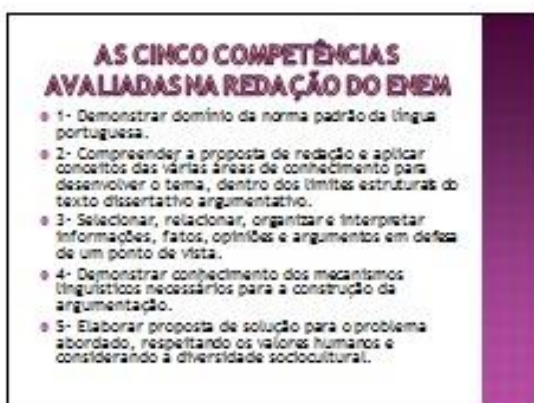 AS CINCO COMPETÊNCIAS
AVALIADAS NA REDAÇÃO DO ENEM
1- Demonstrar domínio da norma padrão da língua
portuguesa.
2- Compreender a proposta de redação e aplicar
conceitos das várias áreas de conhecimento para
desenvolver o tema, dentro dos limites estruturais do
texto dissertativo argumentativo.
3- Selecionar, relacionar, organizar e interpretar
informações, fatos, opiniões e argumentos em defesa
de um ponto de vista.
4- Demonstrar conhecimento dos mecanismos
linguísticos necessários para a construção da
argumentação.
5- Elaborar proposta de solução para o problema
abordado, respeitando os valores humanos e
considerando a diversidade sociocultural.